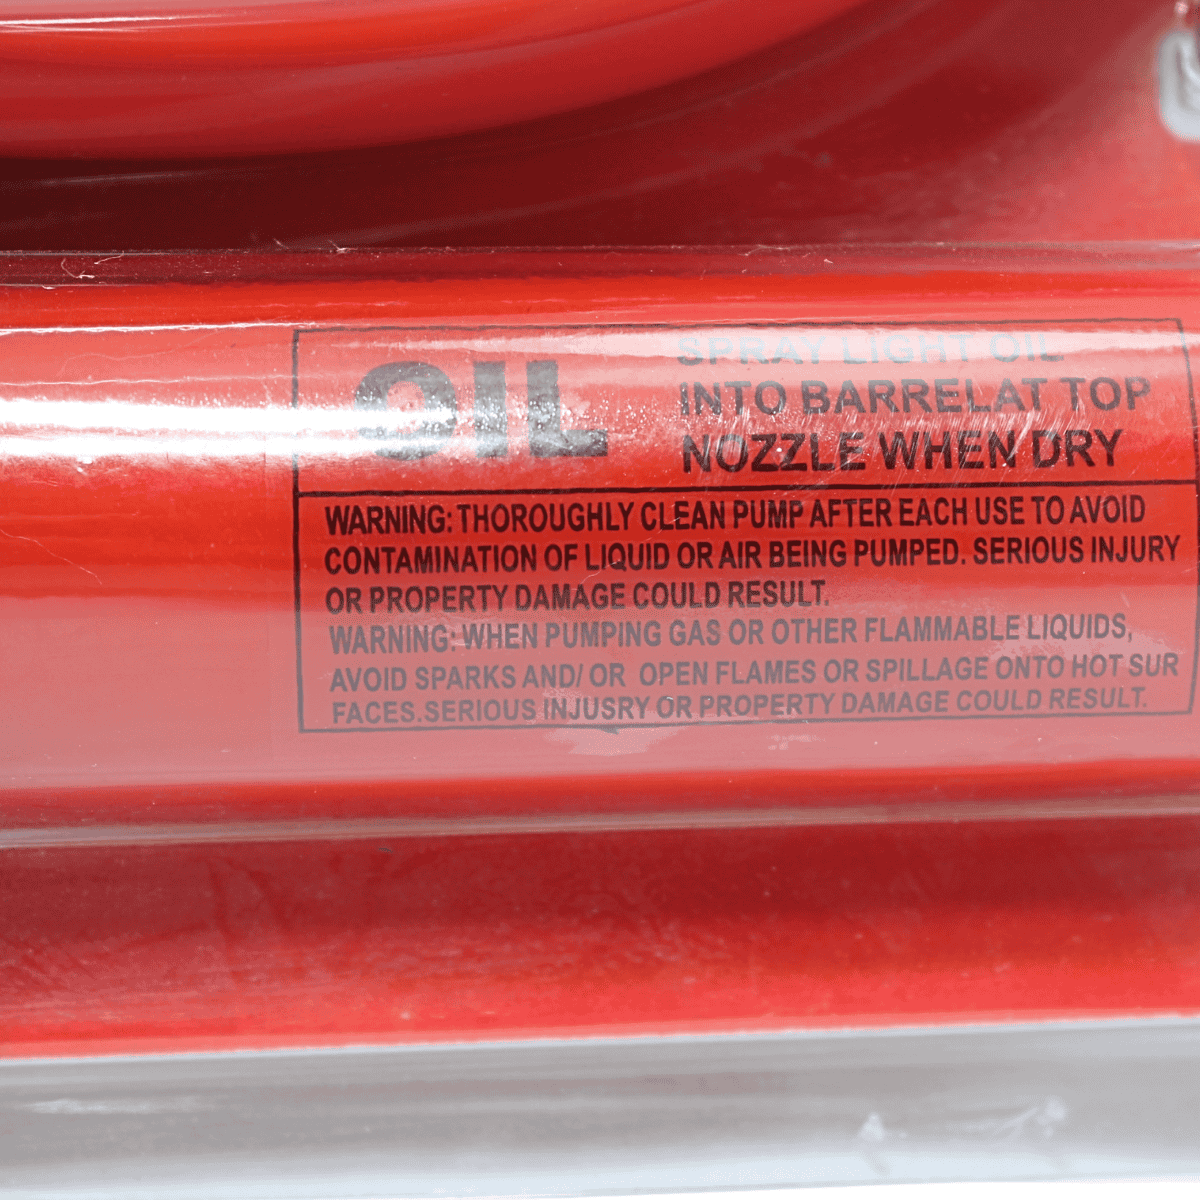 OIL
SPRAY LIGHT OIL
INTO BARRELAT TOP
NOZZLE WHEN DRY
WARNING: THOROUGHLY CLEAN PUMP AFTER EACH USE TO AVOID
CONTAMINATION OF LIQUID OR AIR BEING PUMPED. SERIOUS INJURY
OR PROPERTY DAMAGE COULD RESULT.
WARNING: WHEN PUMPING GAS OR OTHER FLAMMABLE LIQUIDS,
AVOID SPARKS AND/ OR OPEN FLAMES OR SPILLAGE ONTO HOT SUR
FACES.SERIOUS INJUSRY OR PROPERTY DAMAGE COULD RESULT.